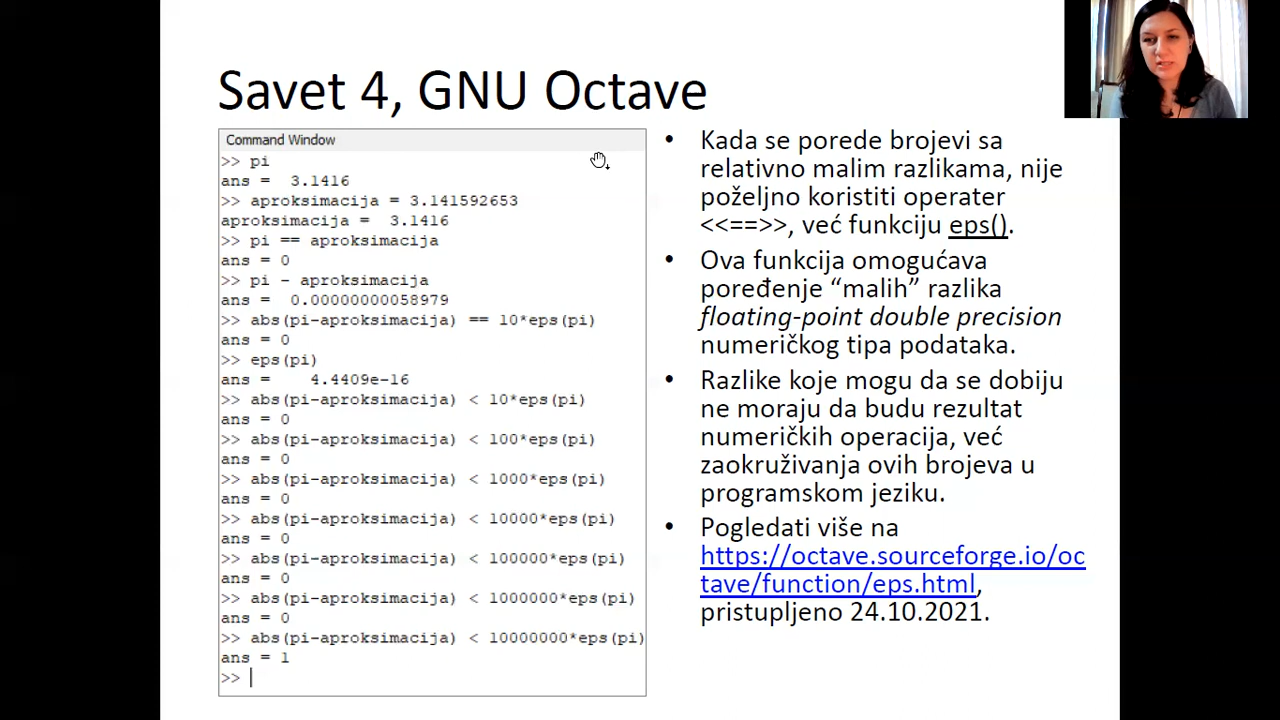 Savet 4, GNU Octave
Command Window
>> pi
ans =  3.1416
>> aproksimacija = 3.141592653
aproksimacija =  3.1416
>> pi == aproksimacija
ans = 0
>> pi - aproksimacija
ans =  0.00000000058979
>> abs(pi-aproksimacija) == 10*eps(pi)
ans = 0
>> eps(pi)
ans =    4.4409e-16
>> abs(pi-aproksimacija) < 10*eps(pi)
ans = 0
>> abs(pi-aproksimacija) < 100*eps(pi)
ans = 0
>> abs(pi-aproksimacija) < 1000*eps(pi)
ans = 0
>> abs(pi-aproksimacija) < 10000*eps(pi)
ans = 0
>> abs(pi-aproksimacija) < 100000*eps(pi)
ans = 0
>> abs(pi-aproksimacija) < 1000000*eps(pi)
ans = 0
>> abs(pi-aproksimacija) < 10000000*eps(pi)
ans = 1
>>
• Kada se porede brojevi sa
relativno malim razlikama, nije
poželjno koristiti operater
<<==>>, već funkciju eps().
• Ova funkcija omogućava
poređenje “malih” razlika
floating-point double precision
numeričkog tipa podataka.
• Razlike koje mogu da se dobiju
ne moraju da budu rezultat
numeričkih operacija, već
zaokruživanja ovih brojeva u
programskom jeziku.
• Pogledati više na
https://octave.sourceforge.io/oc
tave/function/eps.html,
pristupljeno 24.10.2021.